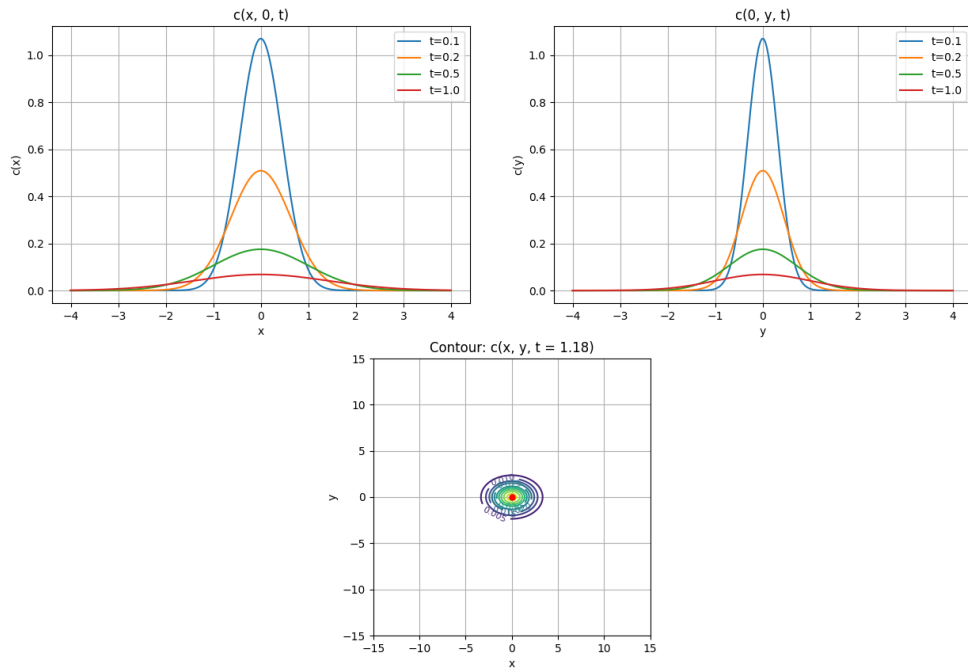 c(x, 0, t)
c(x)
1.0
0.8
0.6
0.4
0.2
0.0
t=0.1
t=0.2
t=0.5
t=1.0
−4 −3 −2 −1 0 1 2 3 4
x
c(0, y, t)
c(y)
1.0
0.8
0.6
0.4
0.2
0.0
t=0.1
t=0.2
t=0.5
t=1.0
−4 −3 −2 −1 0 1 2 3 4
y
Contour: c(x, y, t = 1.18)
y
15
10
5
0
−5
−10
−15
0.005
−15 −10 −5 0 5 10 15
x